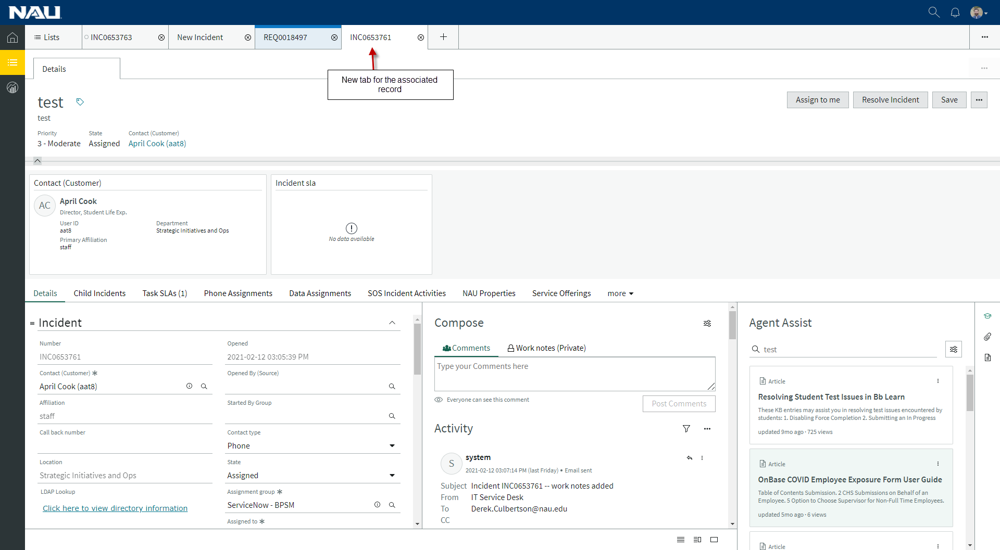 NAU
Lists
INC0653763
New Incident
REQ0018497
INC0653761
Details
New tab for the associated
record
test
test
Assign to me
Resolve Incident
Save
Priority
State
Contact (Customer)
3 - Moderate
Assigned
April Cook (aat8)
Contact (Customer)
AC
April Cook
Director, Student Life Exp.
User ID
Department
aat8
Strategic Initiatives and Ops
Primary Affiliation
staff
Incident sla
No data available
Details
Child Incidents
Task SLAs (1)
Phone Assignments
Data Assignments
SOS Incident Activities
NAU Properties
Service Offerings
more
Incident
Number
INC0653761
Contact (Customer) ✱
April Cook (aat8)
Affiliation
staff
Call back number
Location
Strategic Initiatives and Ops
LDAP Lookup
Click here to view directory information
Opened
2021-02-12 03:05:39 PM
Opened By (Source)
Started By Group
Contact type
Phone
State
Assigned
Assignment group ✱
ServiceNow - BPSM
Assigned to ✱
Compose
Comments
Work notes (Private)
Type your Comments here
Everyone can see this comment
Post Comments
Activity
S
system
2021-02-12 03:07:14 PM (last Friday) • Email sent
Subject Incident INC0653761 -- work notes added
From IT Service Desk
To Derek.Culbertson@nau.edu
CC
Agent Assist
test
Article
Resolving Student Test Issues in Bb Learn
These KB entries may assist you in resolving test issues encountered by
students: 1. Disabling Force Completion 2. Submitting an In Progress
updated 9mo ago · 725 views
Article
OnBase COVID Employee Exposure Form User Guide
Table of Contents Submission. 2 CHS Submissions on Behalf of an
Employee. 5 Option to Choose Supervisor for Non-Full Time Employees.
updated 5mo ago · 6 views
Article